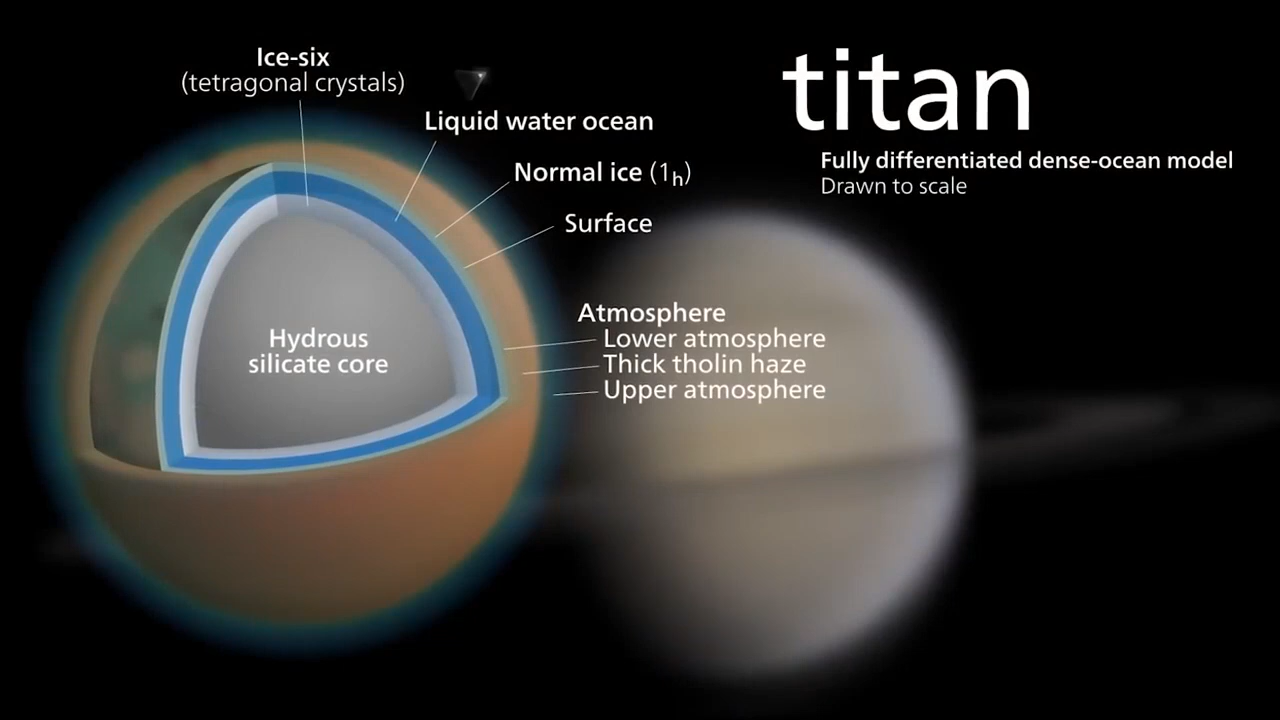 titan
Fully differentiated dense-ocean model
Drawn to scale
Ice-six
(tetragonal crystals)
Liquid water ocean
Normal ice (1h)
Surface
Atmosphere
Lower atmosphere
Thick tholin haze
Upper atmosphere
Hydrous
silicate core